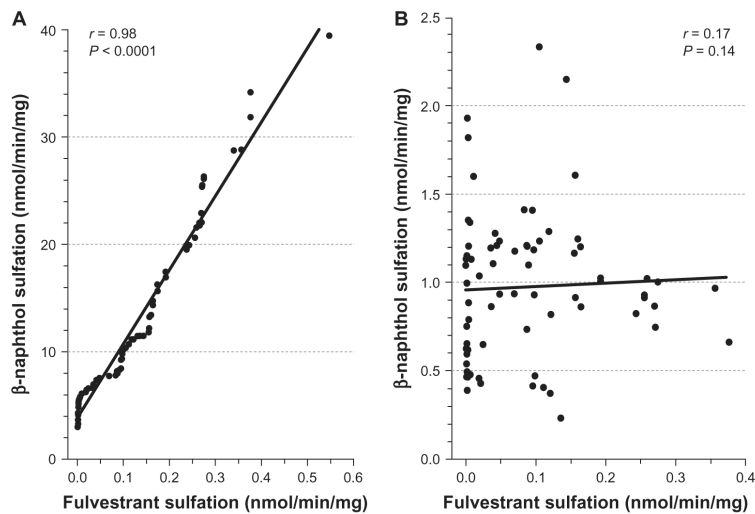 A
r = 0.98
P < 0.0001
β-naphthol sulfation (nmol/min/mg)
40
30
20
10
0
0.0 0.1 0.2 0.3 0.4 0.5 0.6
Fulvestrant sulfation (nmol/min/mg)
B
r = 0.17
P = 0.14
β-naphthol sulfation (nmol/min/mg)
2.5
2.0
1.5
1.0
0.5
0.0
0.0 0.1 0.2 0.3 0.4
Fulvestrant sulfation (nmol/min/mg)